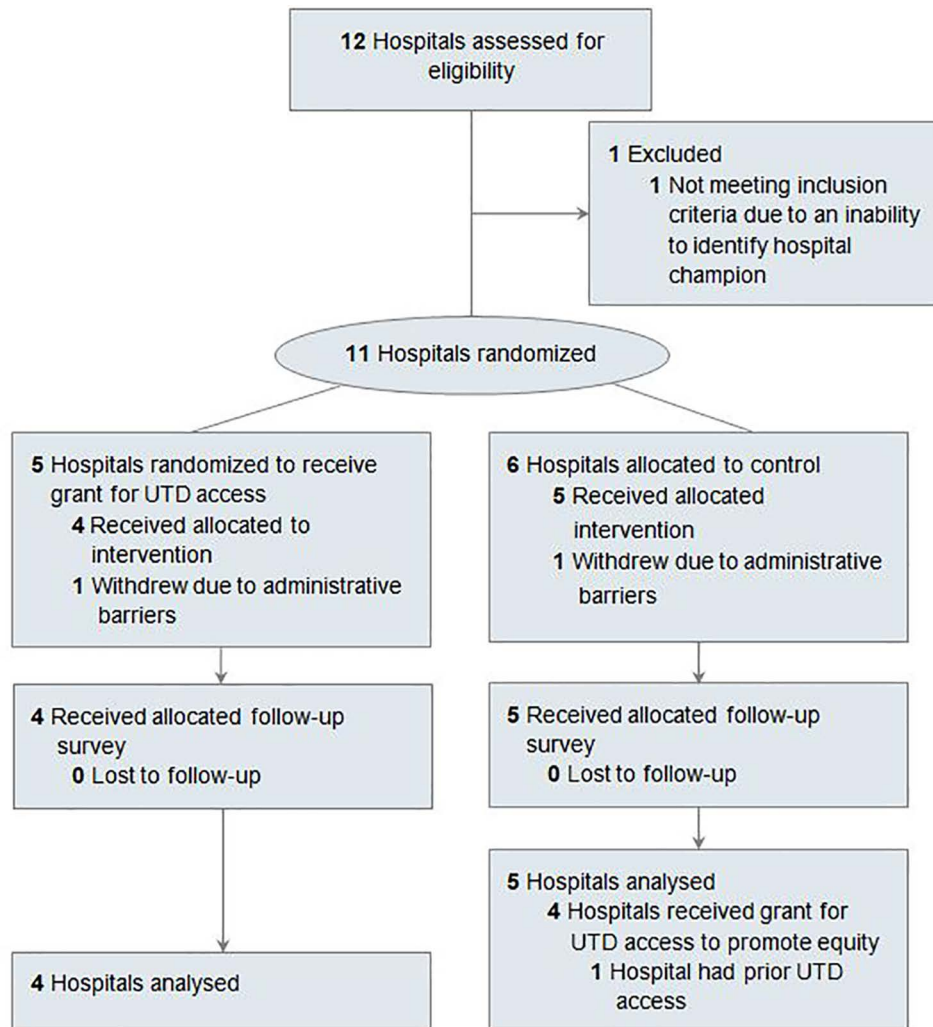 12 Hospitals assessed for
eligibility
1 Excluded
1 Not meeting inclusion
criteria due to an inability
to identify hospital
champion
11 Hospitals randomized
5 Hospitals randomized to receive
grant for UTD access
4 Received allocated to
intervention
1 Withdrew due to administrative
barriers
6 Hospitals allocated to control
5 Received allocated
intervention
1 Withdrew due to administrative
barriers
4 Received allocated follow-up
survey
0 Lost to follow-up
5 Received allocated follow-up
survey
0 Lost to follow-up
4 Hospitals analysed
5 Hospitals analysed
4 Hospitals received grant for
UTD access to promote equity
1 Hospital had prior UTD
access